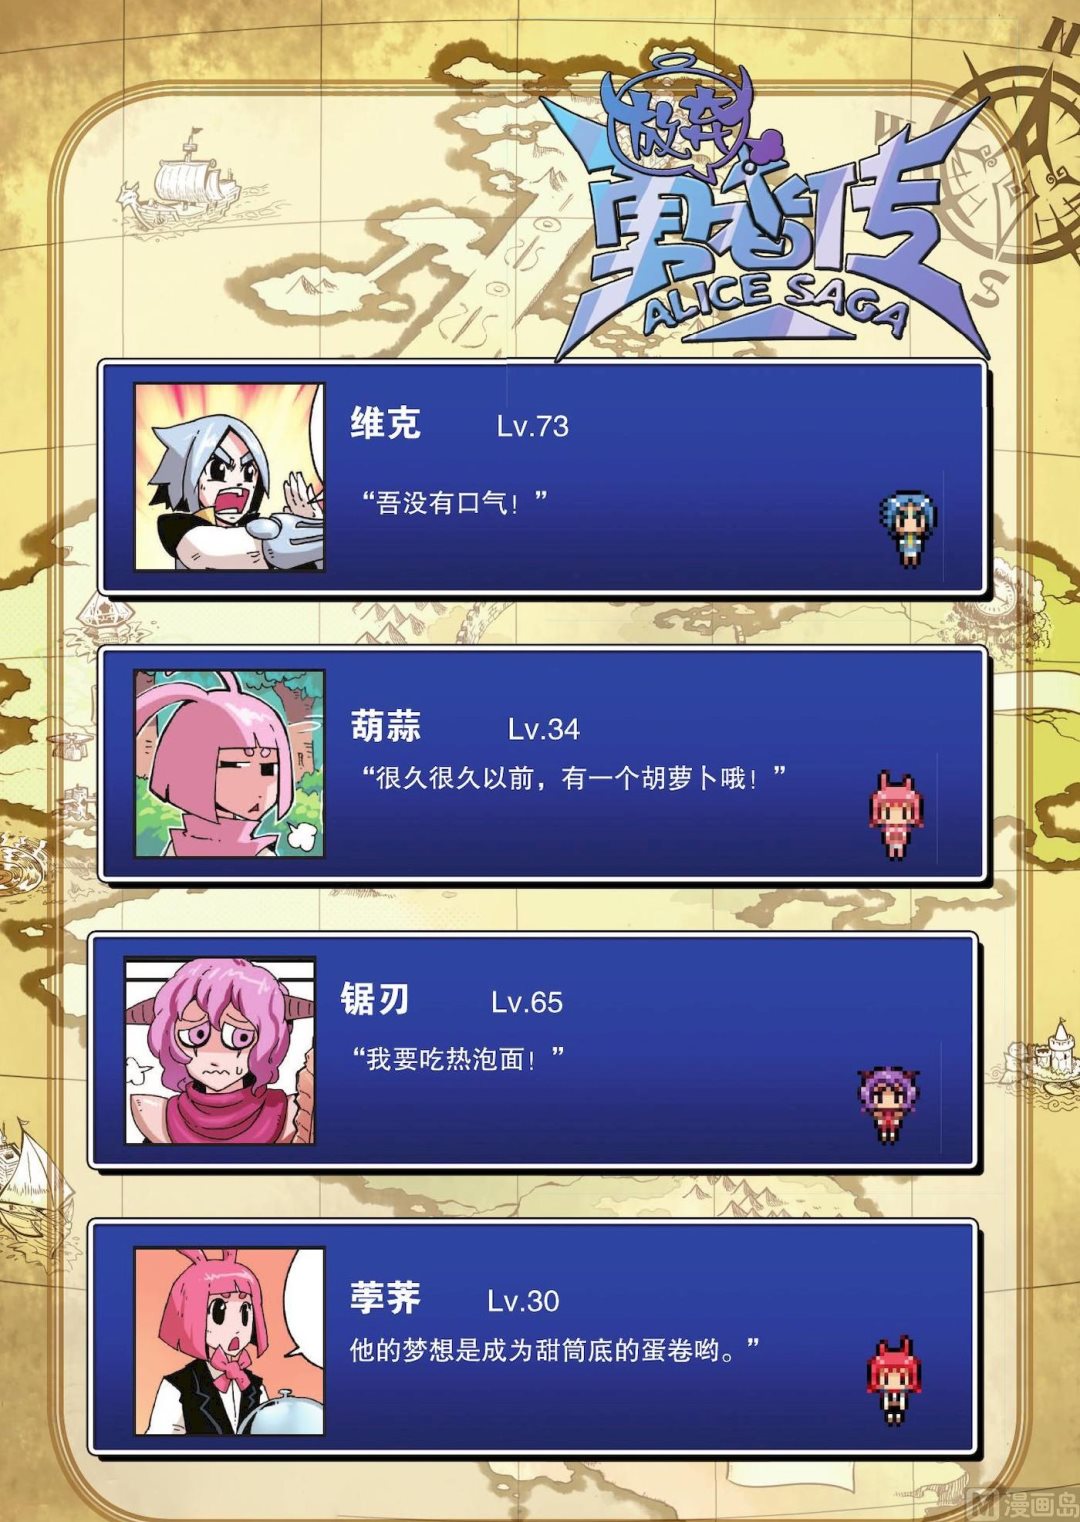 N
W
放弃
勇者传
ALICE SAGA
S
维克 Lv.73
“吾没有口气！”
葫蒜 Lv.34
“很久很久以前，有一个胡萝卜哦！”
锯刃 Lv.65
“我要吃热泡面！”
荸荠 Lv.30
他的梦想是成为甜筒底的蛋卷哟。”
M 漫画岛